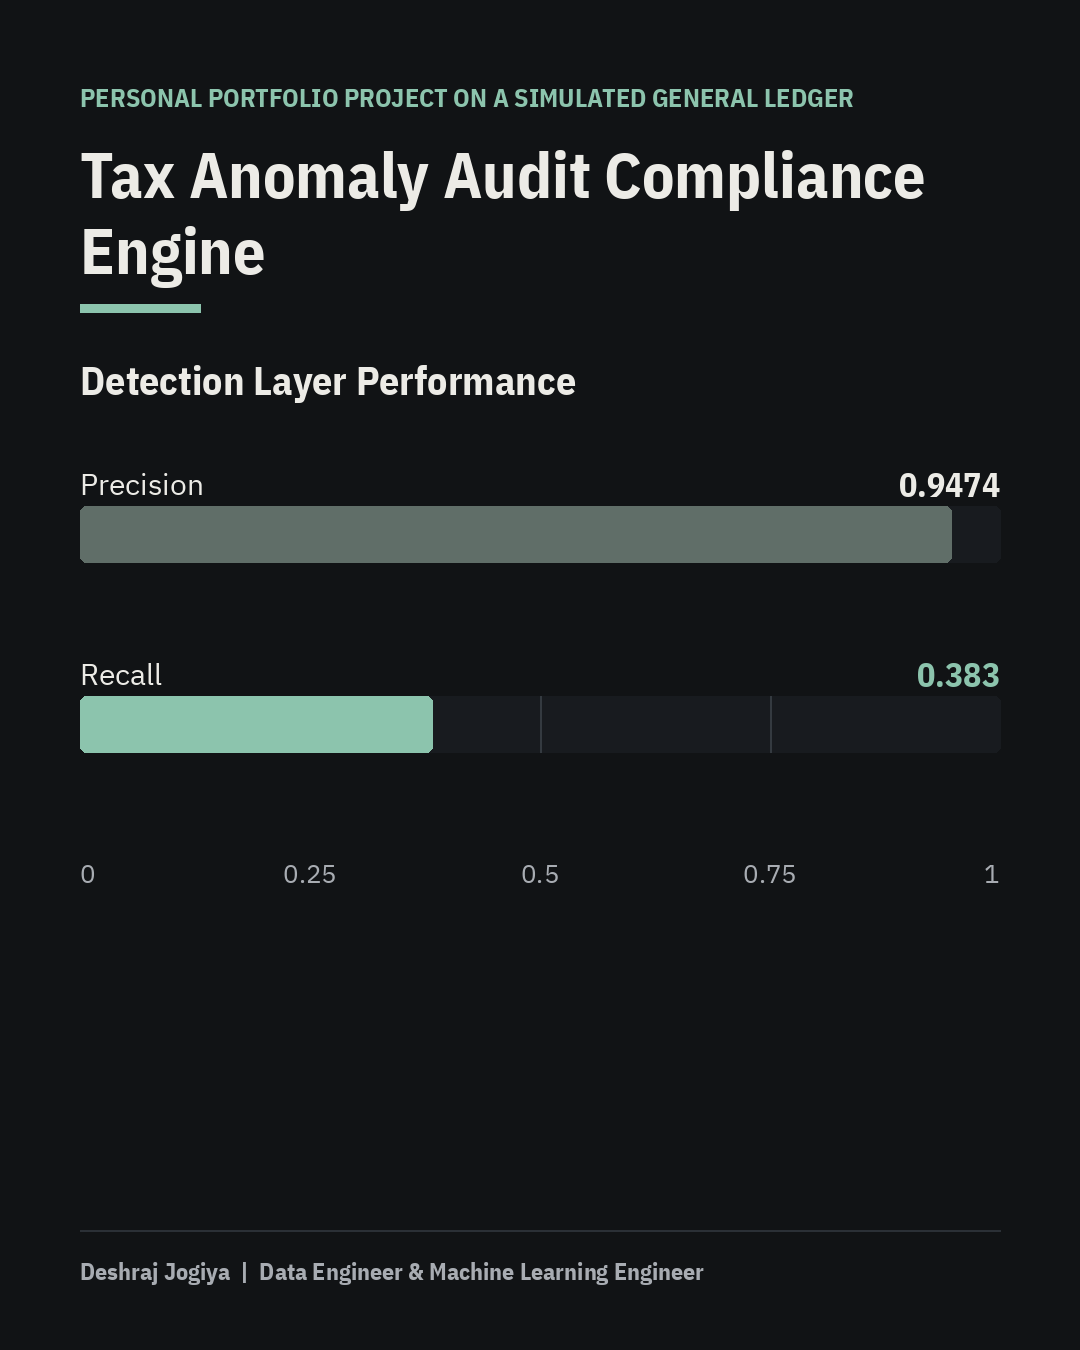 PERSONAL PORTFOLIO PROJECT ON A SIMULATED GENERAL LEDGER
Tax Anomaly Audit Compliance
Engine
Detection Layer Performance
Precision 0.9474
Recall 0.383
0 0.25 0.5 0.75 1
Deshraj Jogiya | Data Engineer & Machine Learning Engineer